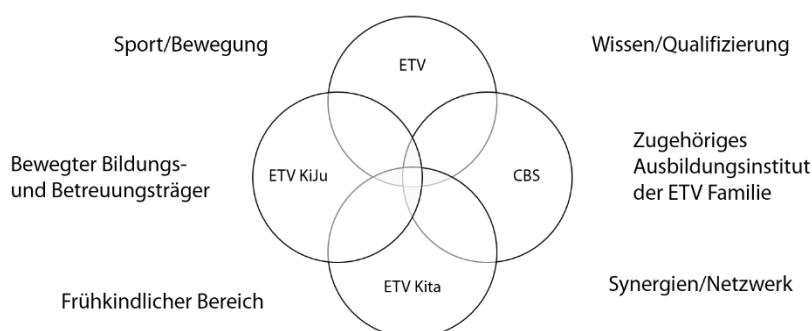 Sport/Bewegung
Wissen/Qualifizierung
ETV
Bewegter Bildungs-
und Betreuungsträger
ETV KiJu
CBS
Zugehöriges
Ausbildungsinstitut
der ETV Familie
Frühkindlicher Bereich
ETV Kita
Synergien/Netzwerk